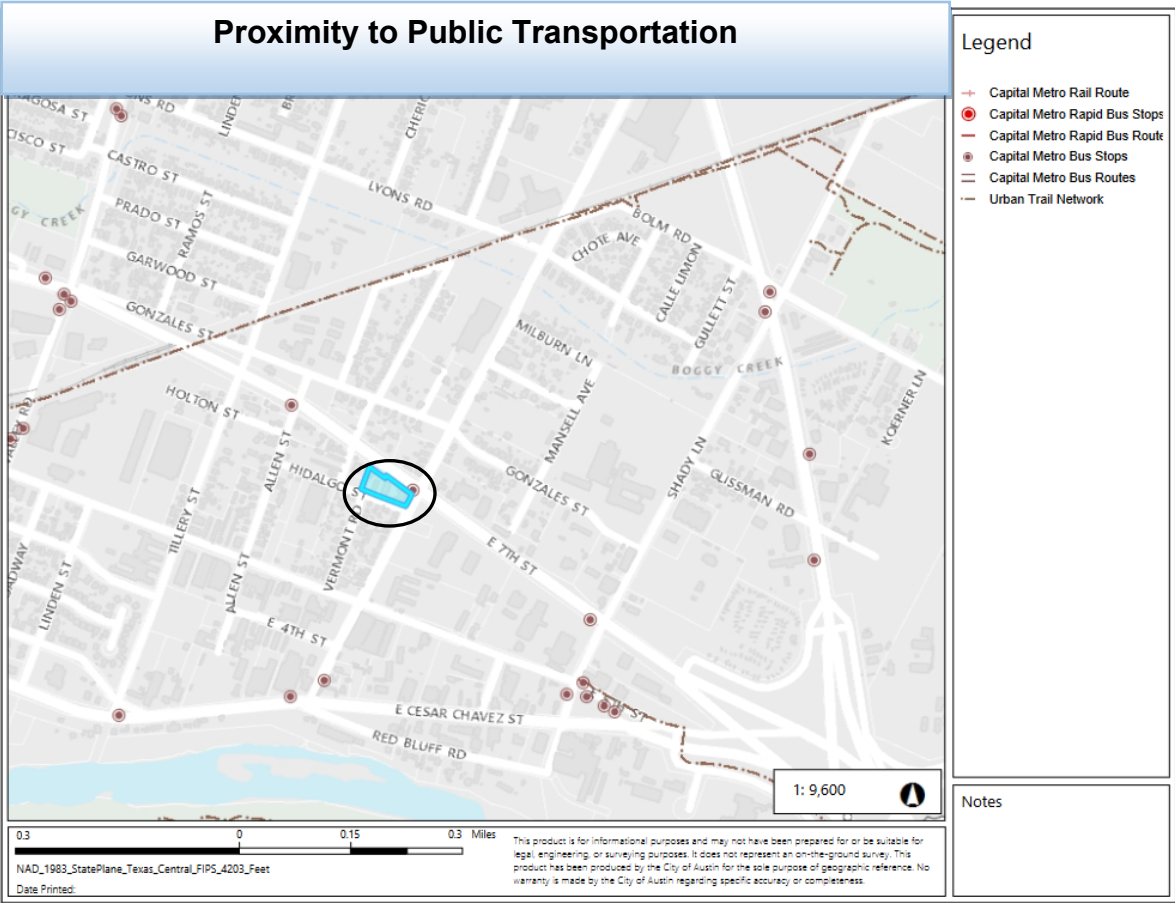 Proximity to Public Transportation
Legend
Capital Metro Rail Route
Capital Metro Rapid Bus Stops
Capital Metro Rapid Bus Route
Capital Metro Bus Stops
Capital Metro Bus Routes
Urban Trail Network
LINDEN
CASTRO ST
PRADO ST
RAMOS ST
LYONS RD
GARWOOD ST
GONZALES ST
BOLM RD
CHOTE AVE
CALLE LIMON
GULLETT ST
MILBURN LN
BOGGY CREEK
HOLTON ST
MANSELL AVE
KOERNER LN
ALLEN ST
HIDALGO ST
GONZALES ST
SHADY LN
GLISSMAN RD
TILLERY ST
VERMONT RD
E 7TH ST
LINDEN ST
ALLEN ST
E 4TH ST
E CESAR CHAVEZ ST
RED BLUFF RD
1: 9,600
Notes
0.3 0 0.15 0.3 Miles
NAD_1983_StatePlane_Texas_Central_FIPS_4203_Feet
Date Printed:
This product is for informational purposes and may not have been prepared for or be suitable for
legal, engineering, or surveying purposes. It does not represent an on-the-ground survey. This
product has been produced by the City of Austin for the sole purpose of geographic reference. No
warranty is made by the City of Austin regarding specific accuracy or completeness.